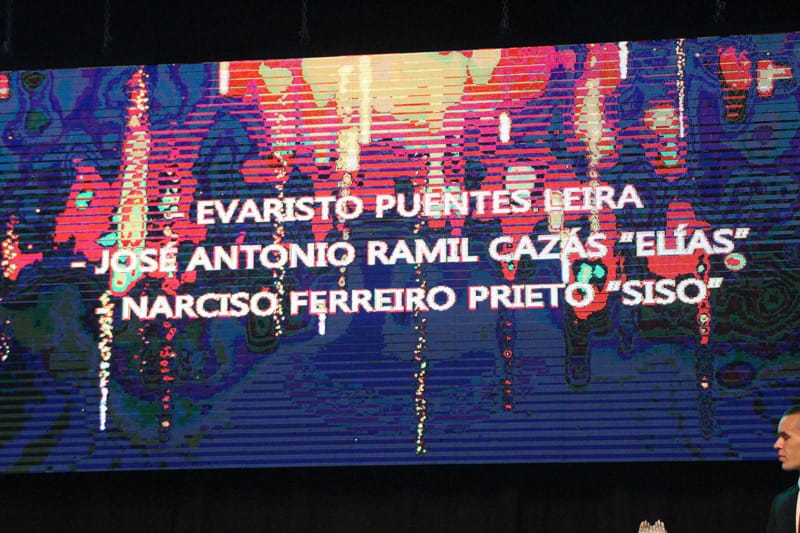 - EVARISTO PUENTES LEIRA
- JOSÉ ANTONIO RAMIL CAZÁS “ELÍAS”
- NARCISO FERREIRO PRIETO “SISO”